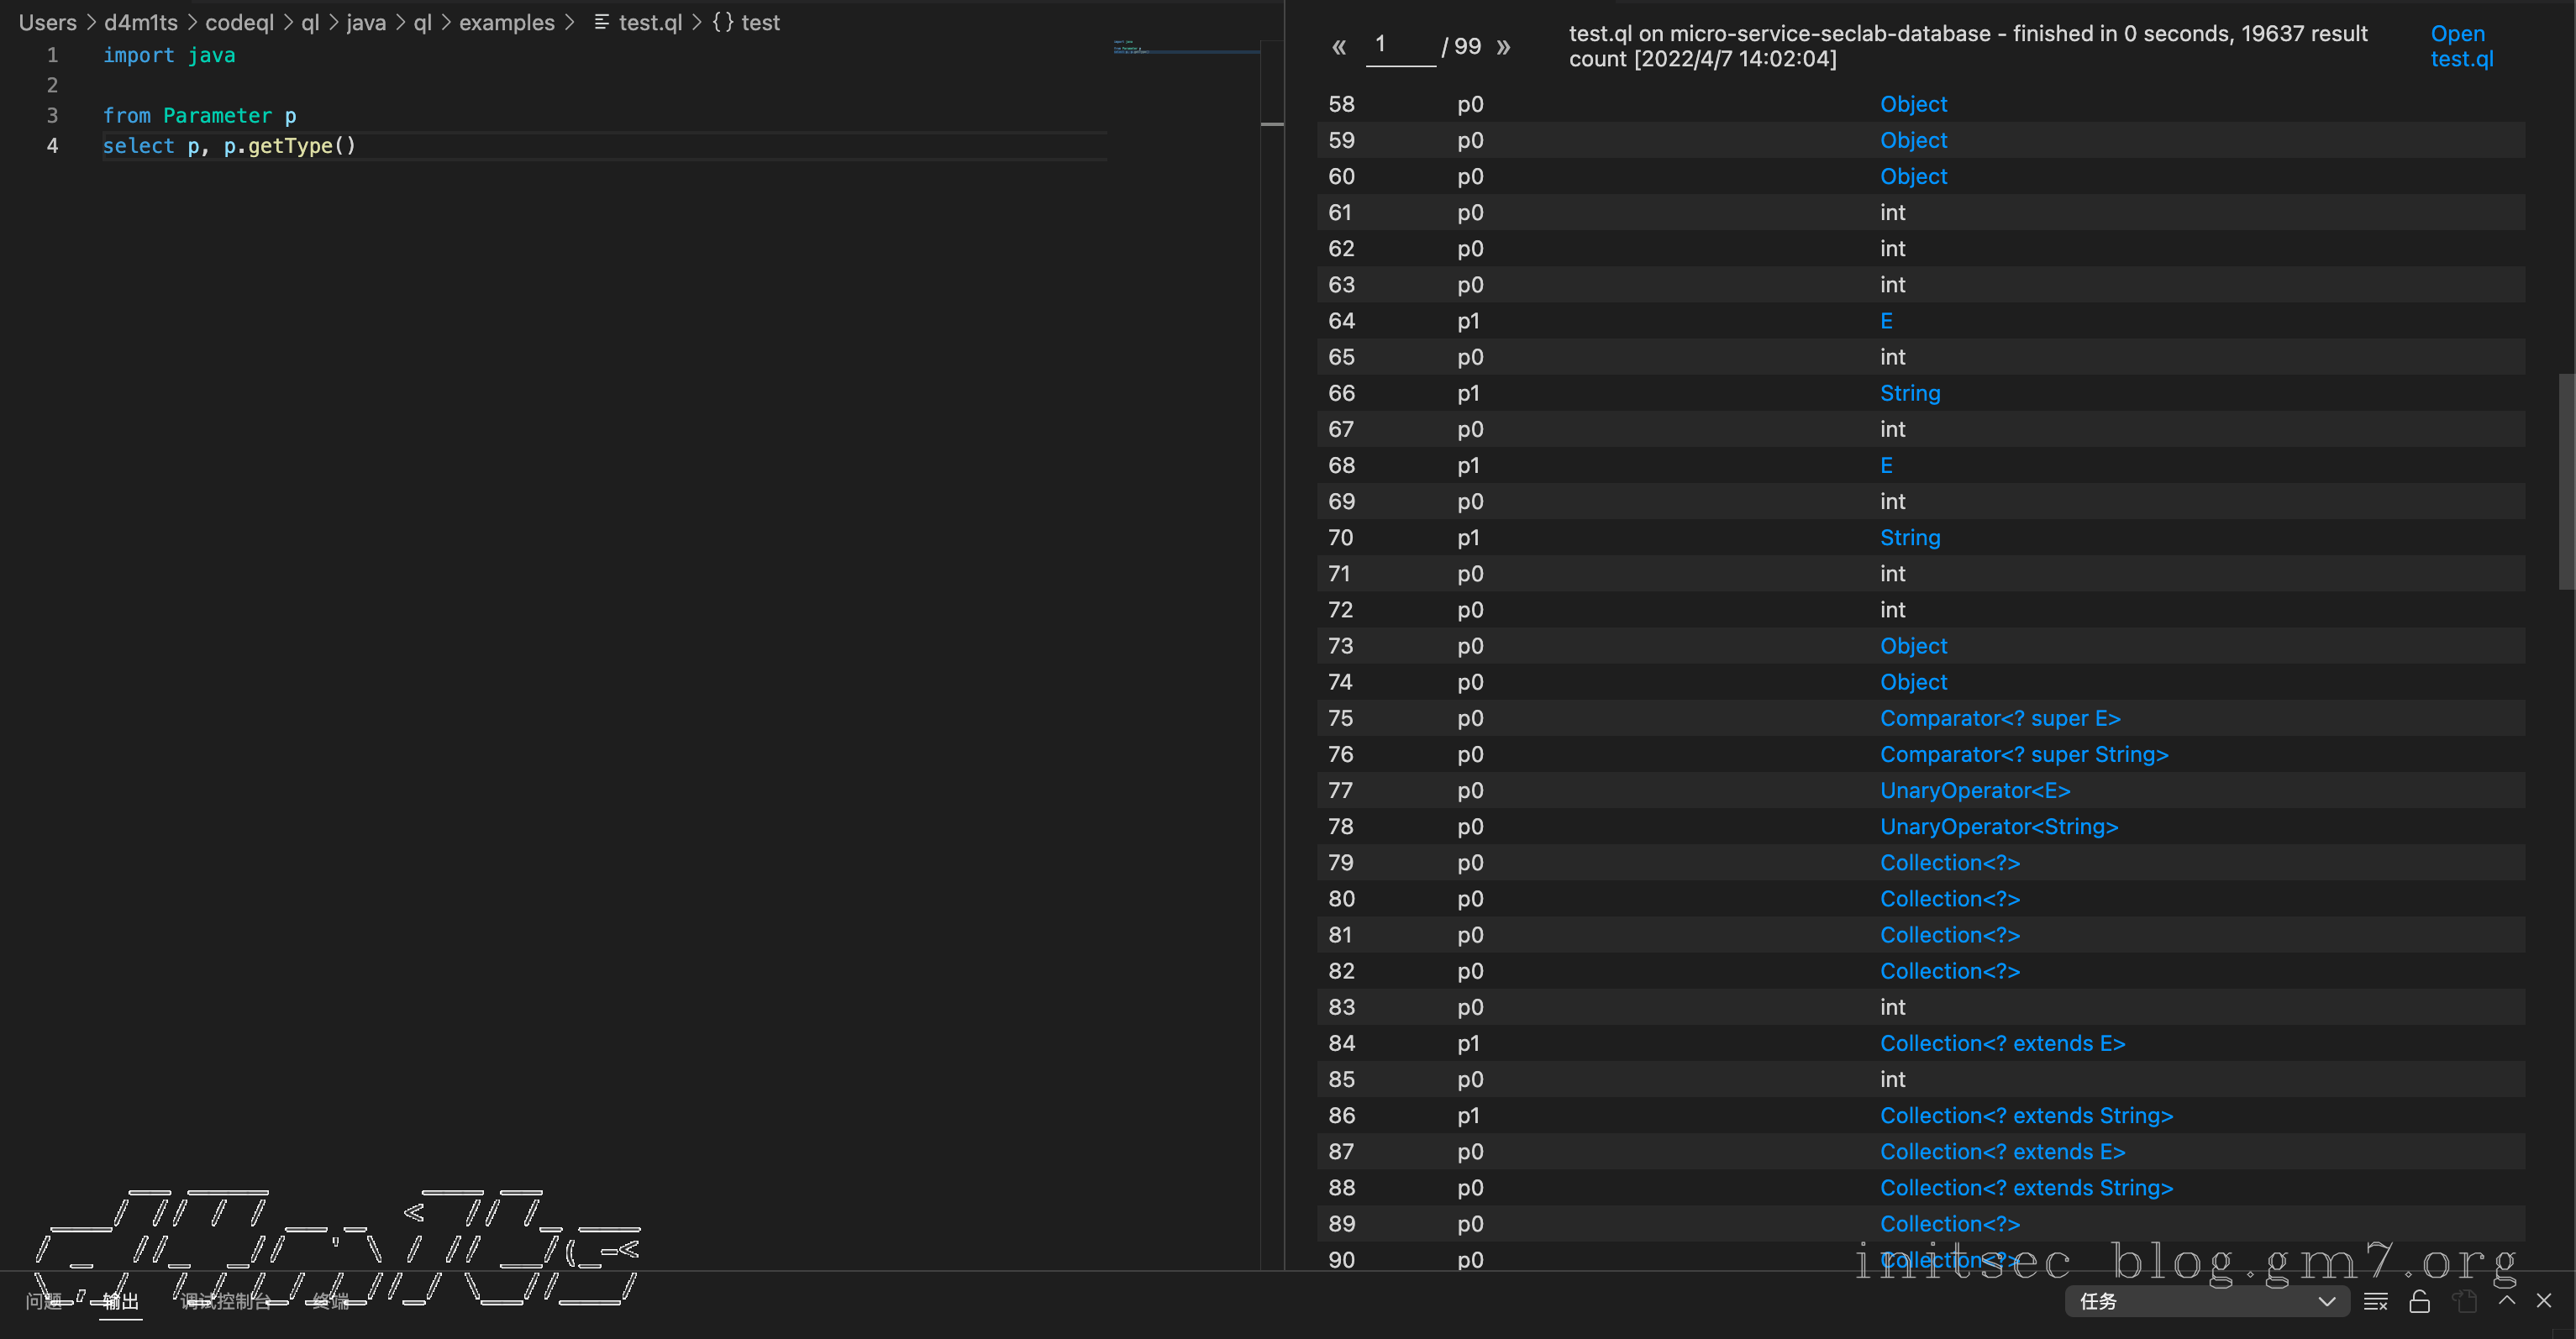 Users > d4m1ts > codeql > ql > java > ql > examples > test.ql > {} test
1 import java
2
3 from Parameter p
4 select p, p.getType()
« 1 / 99 »
test.ql on micro-service-seclab-database - finished in 0 seconds, 19637 result
count [2022/4/7 14:02:04]
Open
test.ql
58 p0 Object
59 p0 Object
60 p0 Object
61 p0 int
62 p0 int
63 p0 int
64 p1 E
65 p0 int
66 p1 String
67 p0 int
68 p1 E
69 p0 int
70 p1 String
71 p0 int
72 p0 int
73 p0 Object
74 p0 Object
75 p0 Comparator<? super E>
76 p0 Comparator<? super String>
77 p0 UnaryOperator<E>
78 p0 UnaryOperator<String>
79 p0 Collection<?>
80 p0 Collection<?>
81 p0 Collection<?>
82 p0 Collection<?>
83 p0 int
84 p1 Collection<? extends E>
85 p0 int
86 p1 Collection<? extends String>
87 p0 Collection<? extends E>
88 p0 Collection<? extends String>
89 p0 Collection<?>
90 p0 Collection<?>
initsec blog.gm7.org
问题 输出 调试控制台 终端
任务